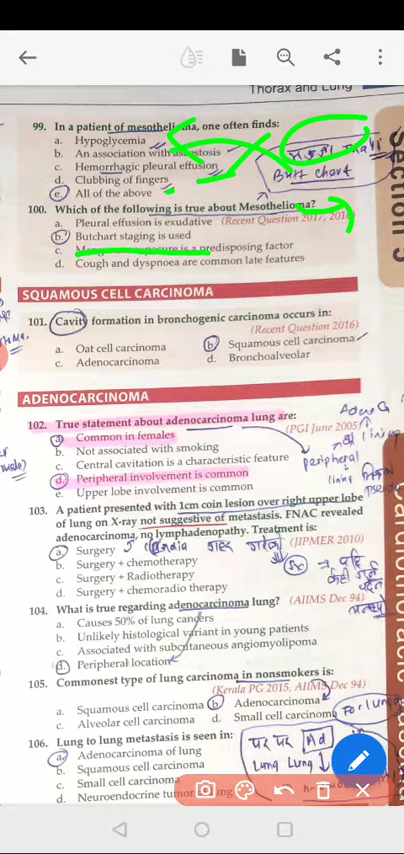 Thorax and Lung
99. In a patient of mesothelioma, one often finds:
a. Hypoglycemia
b. An association with asbestosis
c. Hemorrhagic pleural effusion
d. Clubbing of fingers
e. All of the above
Butt chart
100. Which of the following is true about Mesothelioma?
a. Pleural effusion is exudative (Recent Question 2017, 2016)
b. Butchart staging is used
c. exposure is a predisposing factor
d. Cough and dyspnoea are common late features
Section 5
SQUAMOUS CELL CARCINOMA
101. Cavity formation in bronchogenic carcinoma occurs in:
(Recent Question 2016)
a. Oat cell carcinoma b. Squamous cell carcinoma
c. Adenocarcinoma d. Bronchoalveolar
ADENOCARCINOMA
102. True statement about adenocarcinoma lung are:
(PGI June 2005)
a. Common in females
b. Not associated with smoking
c. Central cavitation is a characteristic feature
d. Peripheral involvement is common
e. Upper lobe involvement is common
peripheral
103. A patient presented with 1cm coin lesion over right upper lobe
of lung on X-ray not suggestive of metastasis. FNAC revealed
adenocarcinoma, no lymphadenopathy. Treatment is:
(JIPMER 2010)
a. Surgery
b. Surgery + chemotherapy
c. Surgery + Radiotherapy
d. Surgery + chemoradio therapy
104. What is true regarding adenocarcinoma lung? (AIIMS Dec 94)
a. Causes 50% of lung cancers
b. Unlikely histological variant in young patients
c. Associated with subcutaneous angiomyolipoma
d. Peripheral location
105. Commonest type of lung carcinoma in nonsmokers is:
(Kerala PG 2015, AIIMS Dec 94)
a. Squamous cell carcinoma b. Adenocarcinoma
c. Alveolar cell carcinoma d. Small cell carcinoma
106. Lung to lung metastasis is seen in:
a. Adenocarcinoma of lung
b. Squamous cell carcinoma
c. Small cell carcinoma
d. Neuroendocrine tumor
घर घर Ad
Lung Lung